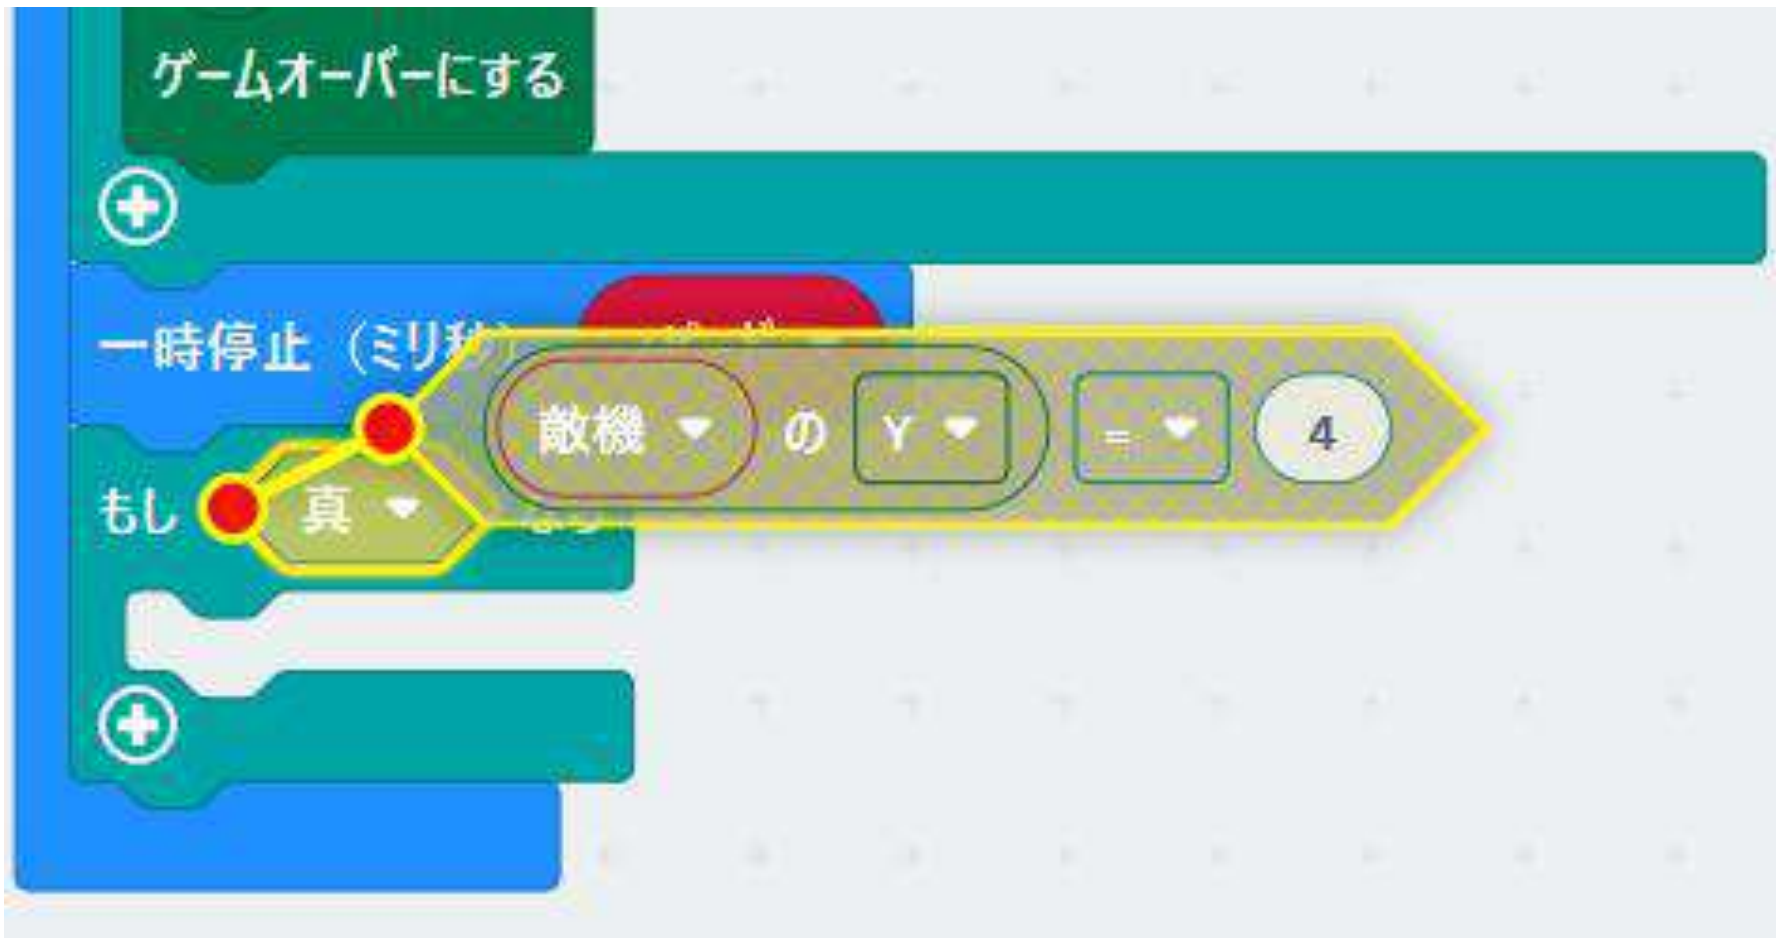 ゲームオーバーにする
一時停止（ミリ秒）
敵機 の Y = 4
もし 真